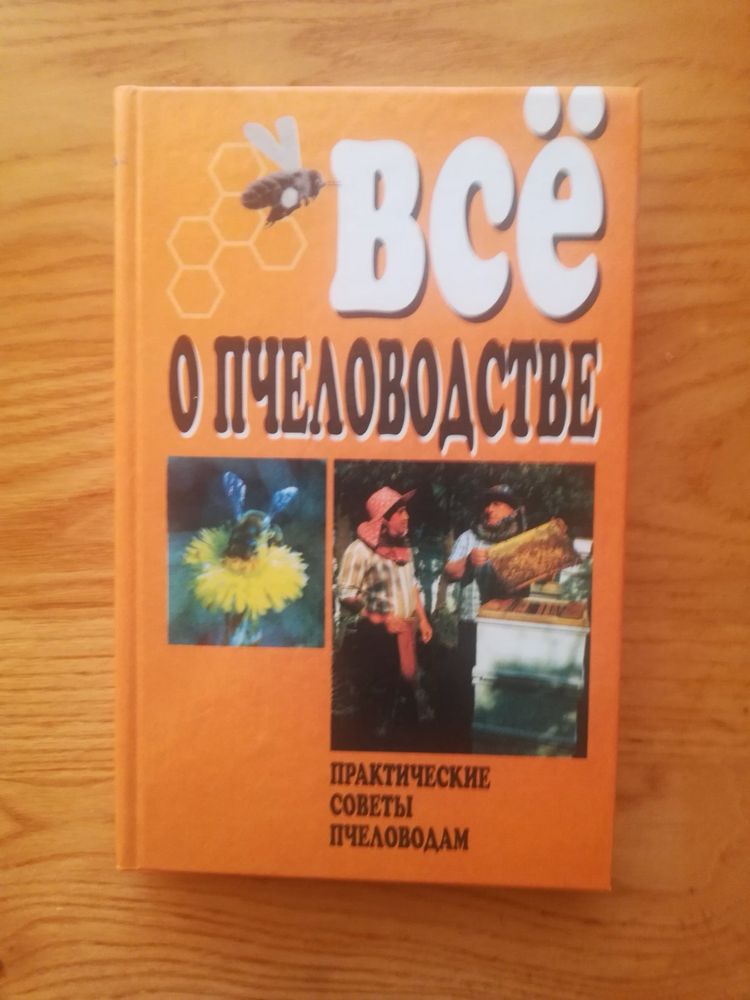 ВСЁ
О ПЧЕЛОВОДСТВЕ
ПРАКТИЧЕСКИЕ
СОВЕТЫ
ПЧЕЛОВОДАМ